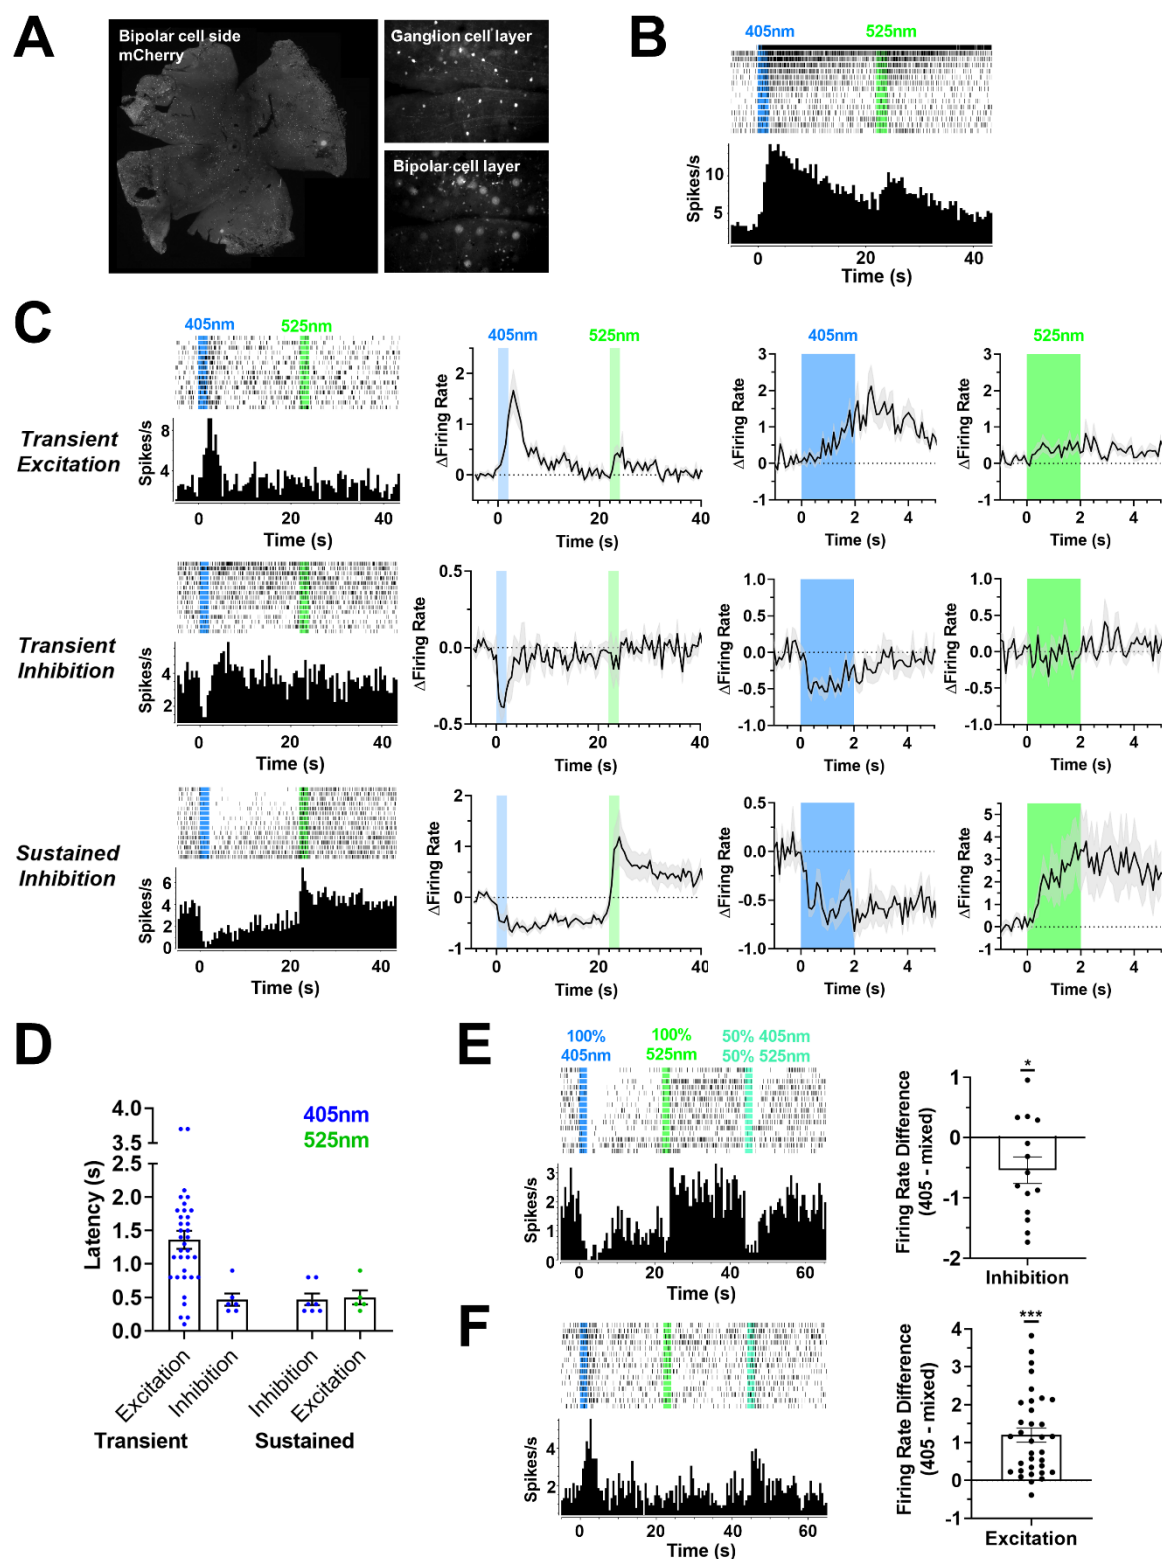 A
Bipolar cell side
mCherry
Ganglion cell layer
Bipolar cell layer
B
405nm
525nm
Spikes/s
10
5
0
20
40
Time (s)
C
405nm
525nm
405nm
525nm
405nm
525nm
Transient
Excitation
Spikes/s
8
4
0
20
40
Time (s)
ΔFiring Rate
2
1
0
0
20
40
Time (s)
ΔFiring Rate
3
2
1
0
-1
0
2
4
Time (s)
ΔFiring Rate
3
2
1
0
-1
0
2
4
Time (s)
Transient
Inhibition
Spikes/s
4
2
0
20
40
Time (s)
ΔFiring Rate
0.5
0.0
-0.5
0
20
40
Time (s)
ΔFiring Rate
1.0
0.5
0.0
-0.5
-1.0
0
2
4
Time (s)
ΔFiring Rate
1.0
0.5
0.0
-0.5
-1.0
0
2
4
Time (s)
Sustained
Inhibition
Spikes/s
6
4
2
0
0
20
40
Time (s)
ΔFiring Rate
2
1
0
-1
0
20
40
Time (s)
ΔFiring Rate
0.5
0.0
-0.5
-1.0
0
2
4
Time (s)
ΔFiring Rate
5
4
3
2
1
0
-1
0
2
4
Time (s)
D
405nm
525nm
Latency (s)
4.0
3.5
2.5
2.0
1.5
1.0
0.5
0.0
Excitation
Inhibition
Inhibition
Excitation
Transient
Sustained
E
100%
405nm
100%
525nm
50% 405nm
50% 525nm
Spikes/s
3
2
1
0
0
20
40
60
Time (s)
Firing Rate Difference
(405 - mixed)
*
1
0
-1
-2
Inhibition
F
Spikes/s
4
2
0
20
40
60
Time (s)
Firing Rate Difference
(405 - mixed)
***
4
3
2
1
0
-1
Excitation